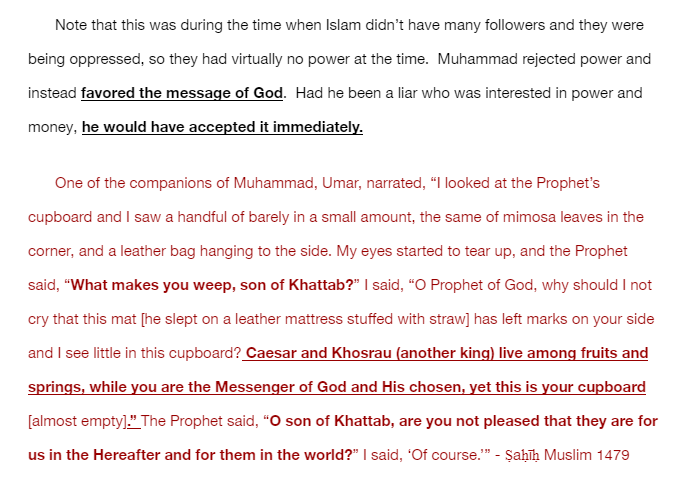 Note that this was during the time when Islam didn’t have many followers and they were
being oppressed, so they had virtually no power at the time.  Muhammad rejected power and
instead favored the message of God.  Had he been a liar who was interested in power and
money, he would have accepted it immediately.
One of the companions of Muhammad, Umar, narrated, “I looked at the Prophet’s
cupboard and I saw a handful of barely in a small amount, the same of mimosa leaves in the
corner, and a leather bag hanging to the side. My eyes started to tear up, and the Prophet
said, “What makes you weep, son of Khattab?” I said, “O Prophet of God, why should I not
cry that this mat [he slept on a leather mattress stuffed with straw] has left marks on your side
and I see little in this cupboard? Caesar and Khosrau (another king) live among fruits and
springs, while you are the Messenger of God and His chosen, yet this is your cupboard
[almost empty].” The Prophet said, “O son of Khattab, are you not pleased that they are for
us in the Hereafter and for them in the world?” I said, ‘Of course.’” - Ṣaḥīḥ Muslim 1479